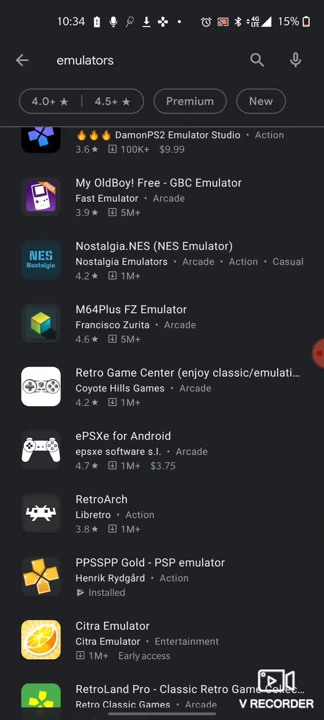 10:34
4G
15%
emulators
4.0+ ★
4.5+ ★
Premium
New
🔥🔥🔥 DamonPS2 Emulator Studio • Action
3.6★ 100K+ $9.99
My OldBoy! Free - GBC Emulator
Fast Emulator • Arcade
3.9★ 5M+
NES
Nostalgia
Nostalgia.NES (NES Emulator)
Nostalgia Emulators • Arcade • Action • Casual
4.2★ 1M+
M64Plus FZ Emulator
Francisco Zurita • Arcade
4.6★ 5M+
Retro Game Center (enjoy classic/emulati...
Coyote Hills Games • Arcade
4.2★ 1M+
ePSXe for Android
epsxe software s.l. • Arcade
4.7★ 1M+ $3.75
RetroArch
Libretro • Action
3.8★ 1M+
PPSSPP Gold - PSP emulator
Henrik Rydgård • Action
Installed
Citra Emulator
Citra Emulator • Entertainment
1M+ Early access
RetroLand Pro - Classic Retro Game Collec...
Retro Classic Games • Arcade
V RECORDER